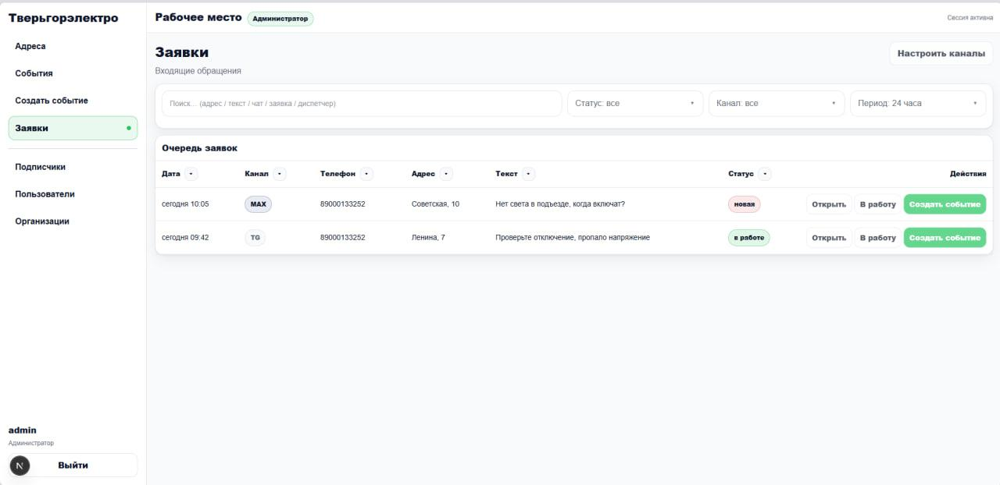 Тверьгорэлектро
Адреса
События
Создать событие
Заявки
Подписчики
Пользователи
Организации
admin
Администратор
N
Выйти
Рабочее место Администратор
Сессия активна
Заявки
Входящие обращения
Настроить каналы
Поиск... (адрес / текст / чат / заявка / диспетчер)
Статус: все
Канал: все
Период: 24 часа
Очередь заявок
Дата Канал Телефон Адрес Текст Статус Действия
сегодня 10:05 MAX 89000133252 Советская, 10 Нет света в подъезде, когда включат? новая Открыть В работу Создать событие
сегодня 09:42 TG 89000133252 Ленина, 7 Проверьте отключение, пропало напряжение в работе Открыть В работу Создать событие